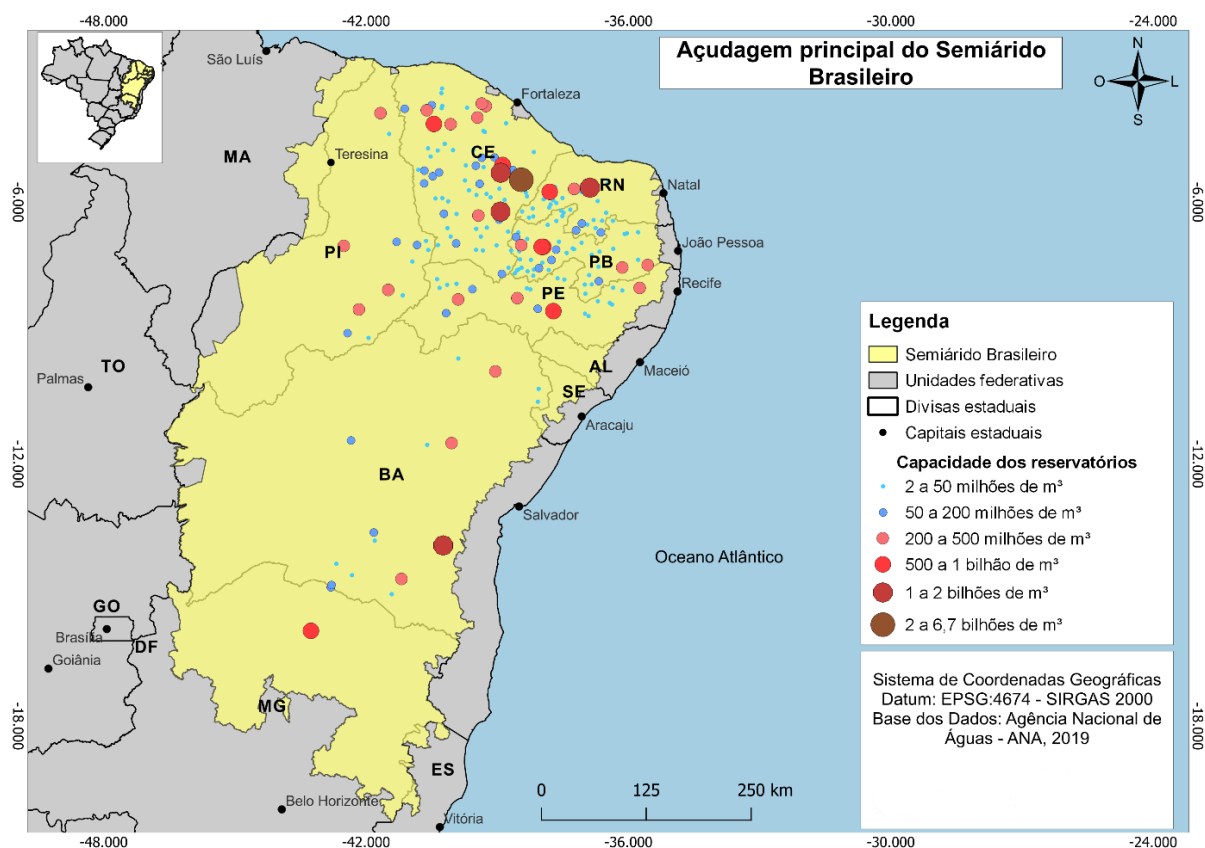 -48.000
-42.000
-36.000
-30.000
-24.000
Açudagem principal do Semiárido
Brasileiro
N
O
L
S
São Luís
Fortaleza
MA
Teresina
CE
RN
Natal
-6.000
-6.000
João Pessoa
PI
PB
Recife
PE
TO
Palmas
AL
Maceió
SE
Aracaju
BA
-12.000
-12.000
Salvador
Oceano Atlântico
GO
Brasília
DF
Goiânia
MG
-18.000
-18.000
ES
Belo Horizonte
Vitória
0
125
250 km
Legenda
Semiárido Brasileiro
Unidades federativas
Divisas estaduais
Capitais estaduais
Capacidade dos reservatórios
2 a 50 milhões de m³
50 a 200 milhões de m³
200 a 500 milhões de m³
500 a 1 bilhão de m³
1 a 2 bilhões de m³
2 a 6,7 bilhões de m³
Sistema de Coordenadas Geográficas
Datum: EPSG:4674 - SIRGAS 2000
Base dos Dados: Agência Nacional de
Águas - ANA, 2019
-48.000
-42.000
-36.000
-30.000
-24.000